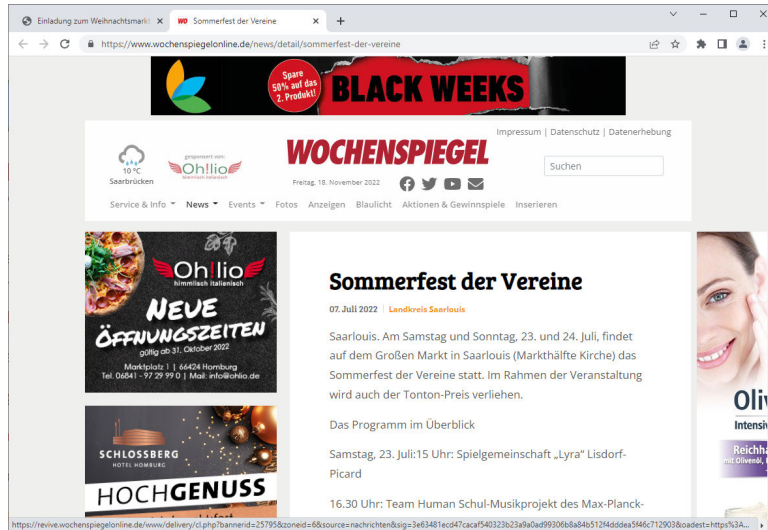 Einladung zum Weihnachtsmarkt
WO Sommerfest der Vereine
https://www.wochenspiegelonline.de/news/detail/sommerfest-der-vereine
Spare
50% auf das
2. Produkt!
BLACK WEEKS
Impressum | Datenschutz | Datenerhebung
10 °C
Saarbrücken
gesponsert von:
Oh!lio
himmlisch italienisch
WOCHENSPIEGEL
Freitag, 18. November 2022
Suchen
Service & Info News Events Fotos Anzeigen Blaulicht Aktionen & Gewinnspiele Inserieren
Oh!lio
himmlisch italienisch
NEUE
ÖFFNUNGSZEITEN
gültig ab 31. Oktober 2022
Marktplatz 1 | 66424 Homburg
Tel. 06841 - 97 29 99 0 | Mail: info@ohlio.de
SCHLOSSBERG
HOTEL HOMBURG
HOCHGENUSS
Sommerfest der Vereine
07. Juli 2022 | Landkreis Saarlouis
Saarlouis. Am Samstag und Sonntag, 23. und 24. Juli, findet
auf dem Großen Markt in Saarlouis (Markthälfte Kirche) das
Sommerfest der Vereine statt. Im Rahmen der Veranstaltung
wird auch der Tonton-Preis verliehen.
Das Programm im Überblick
Samstag, 23. Juli:15 Uhr: Spielgemeinschaft „Lyra“ Lisdorf-
Picard
16.30 Uhr: Team Human Schul-Musikprojekt des Max-Planck-
Oliv
Intensiv
Reichha
mit Olivenöl,